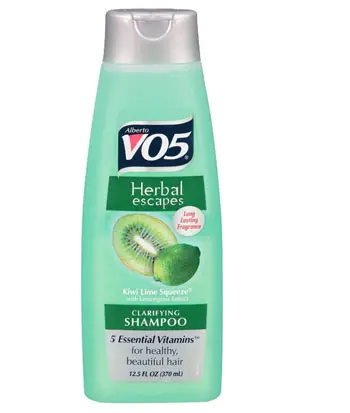 Alberto
VO5
Herbal
escapes
Long
Lasting
Fragrance
Kiwi Lime Squeeze®
with Lemongrass Extract
CLARIFYING
SHAMPOO
5 Essential Vitamins™
for healthy,
beautiful hair
12.5 FL OZ (370 ml)